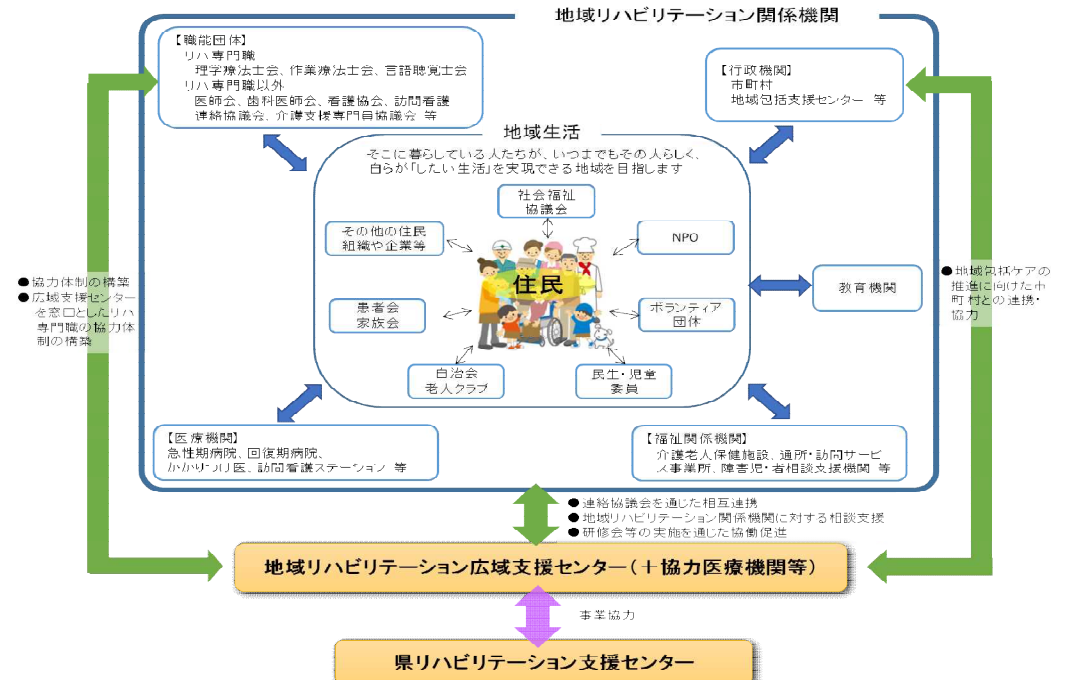 地域リハビリテーション関係機関
【職能団体】
リハ専門職
理学療法士会、作業療法士会、言語聴覚士会
リハ専門職以外
医師会、歯科医師会、看護協会、訪問看護
連絡協議会、介護支援専門員協議会 等
【行政機関】
市町村
地域包括支援センター 等
地域生活
そこに暮らしている人たちが、いつまでもその人らしく、
自らが「したい生活」を実現できる地域を目指します
社会福祉
協議会
その他の住民
組織や企業等
NPO
住民
患者会
家族会
ボランティア
団体
自治会
老人クラブ
民生・児童
委員
教育機関
●協力体制の構築
●広域支援センター
を窓口としたリハ
専門職の協力体
制の構築
●地域包括ケアの
推進に向けた市
町村との連携・
協力
【医療機関】
急性期病院、回復期病院、
かかりつけ医、訪問看護ステーション 等
【福祉関係機関】
介護老人保健施設、通所・訪問サービ
ス事業所、障害児・者相談支援機関 等
●連絡協議会を通じた相互連携
●地域リハビリテーション関係機関に対する相談支援
●研修会等の実施を通じた協働促進
地域リハビリテーション広域支援センター(＋協力医療機関等)
事業協力
県リハビリテーション支援センター